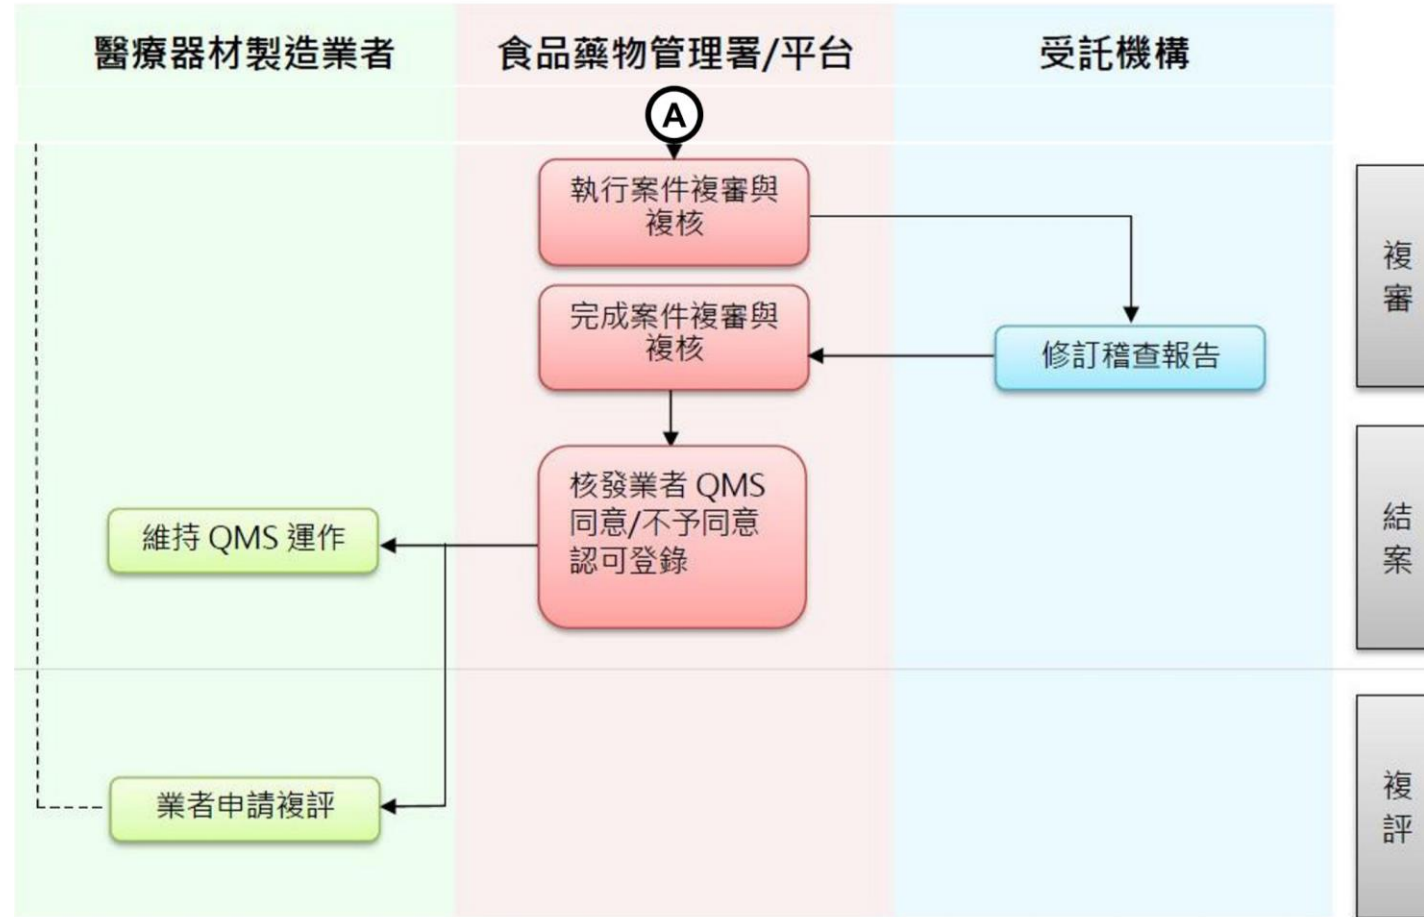 醫療器材製造業者
食品藥物管理署/平台
受託機構
A
執行案件複審與
複核
完成案件複審與
複核
修訂稽查報告
複
審
核發業者 QMS
同意/不予同意
認可登錄
維持 QMS 運作
結
案
業者申請複評
複
評